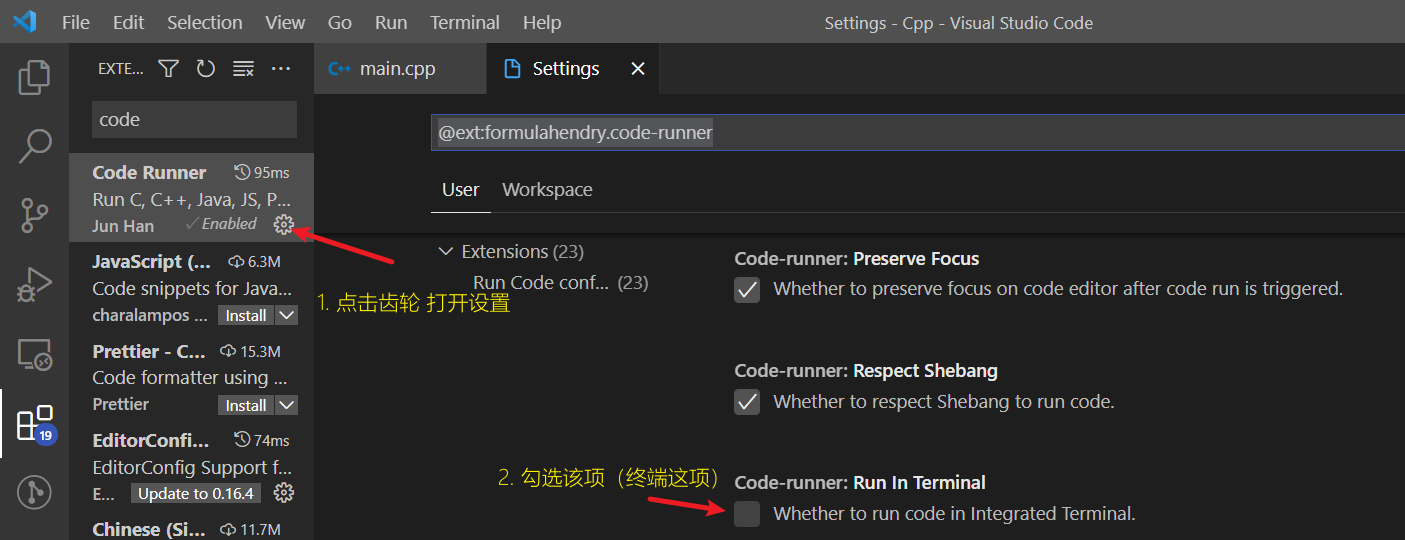 File Edit Selection View Go Run Terminal Help
Settings - Cpp - Visual Studio Code
EXTE...
main.cpp
Settings
code
@ext:formulahendry.code-runner
Code Runner 95ms
Run C, C++, Java, JS, P...
Jun Han ✓Enabled
User Workspace
JavaScript (... 6.3M
Code snippets for Java...
charalampos ... Install
1. 点击齿轮 打开设置
Extensions (23)
Run Code conf... (23)
Code-runner: Preserve Focus
Whether to preserve focus on code editor after code run is triggered.
Prettier - C... 15.3M
Code formatter using ...
Prettier Install
Code-runner: Respect Shebang
Whether to respect Shebang to run code.
EditorConfi... 74ms
EditorConfig Support f...
E... Update to 0.16.4
19
2. 勾选该项（终端这项）
Code-runner: Run In Terminal
Whether to run code in Integrated Terminal.
Chinese (Si... 11.7M